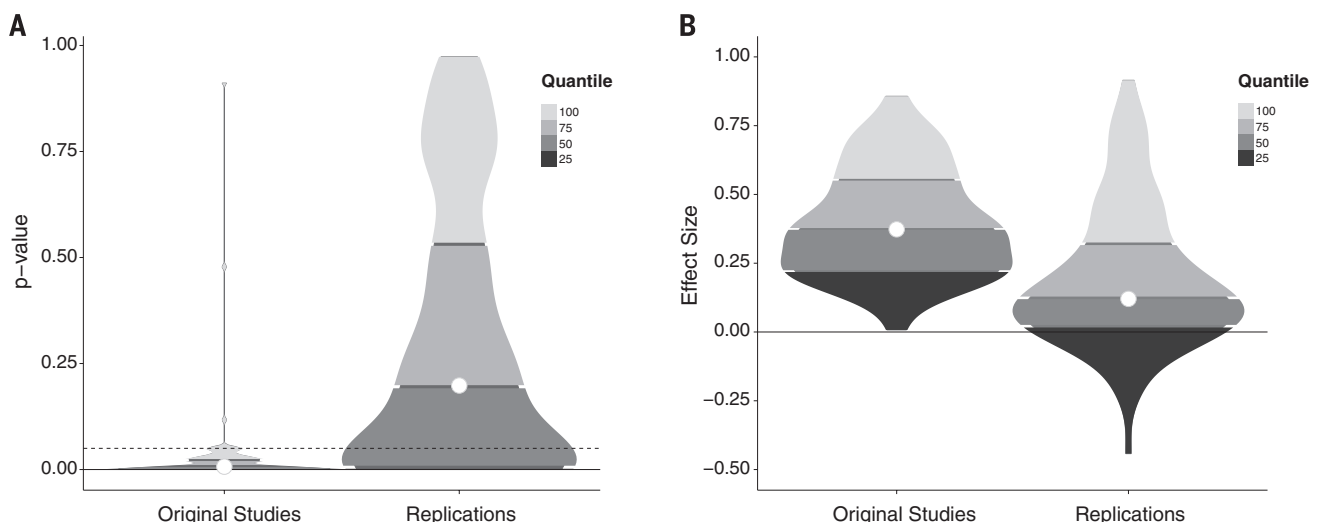 A
p-value
1.00
0.75
0.50
0.25
0.00
Quantile
100
75
50
25
Original Studies
Replications
B
Effect Size
1.00
0.75
0.50
0.25
0.00
−0.25
−0.50
Quantile
100
75
50
25
Original Studies
Replications